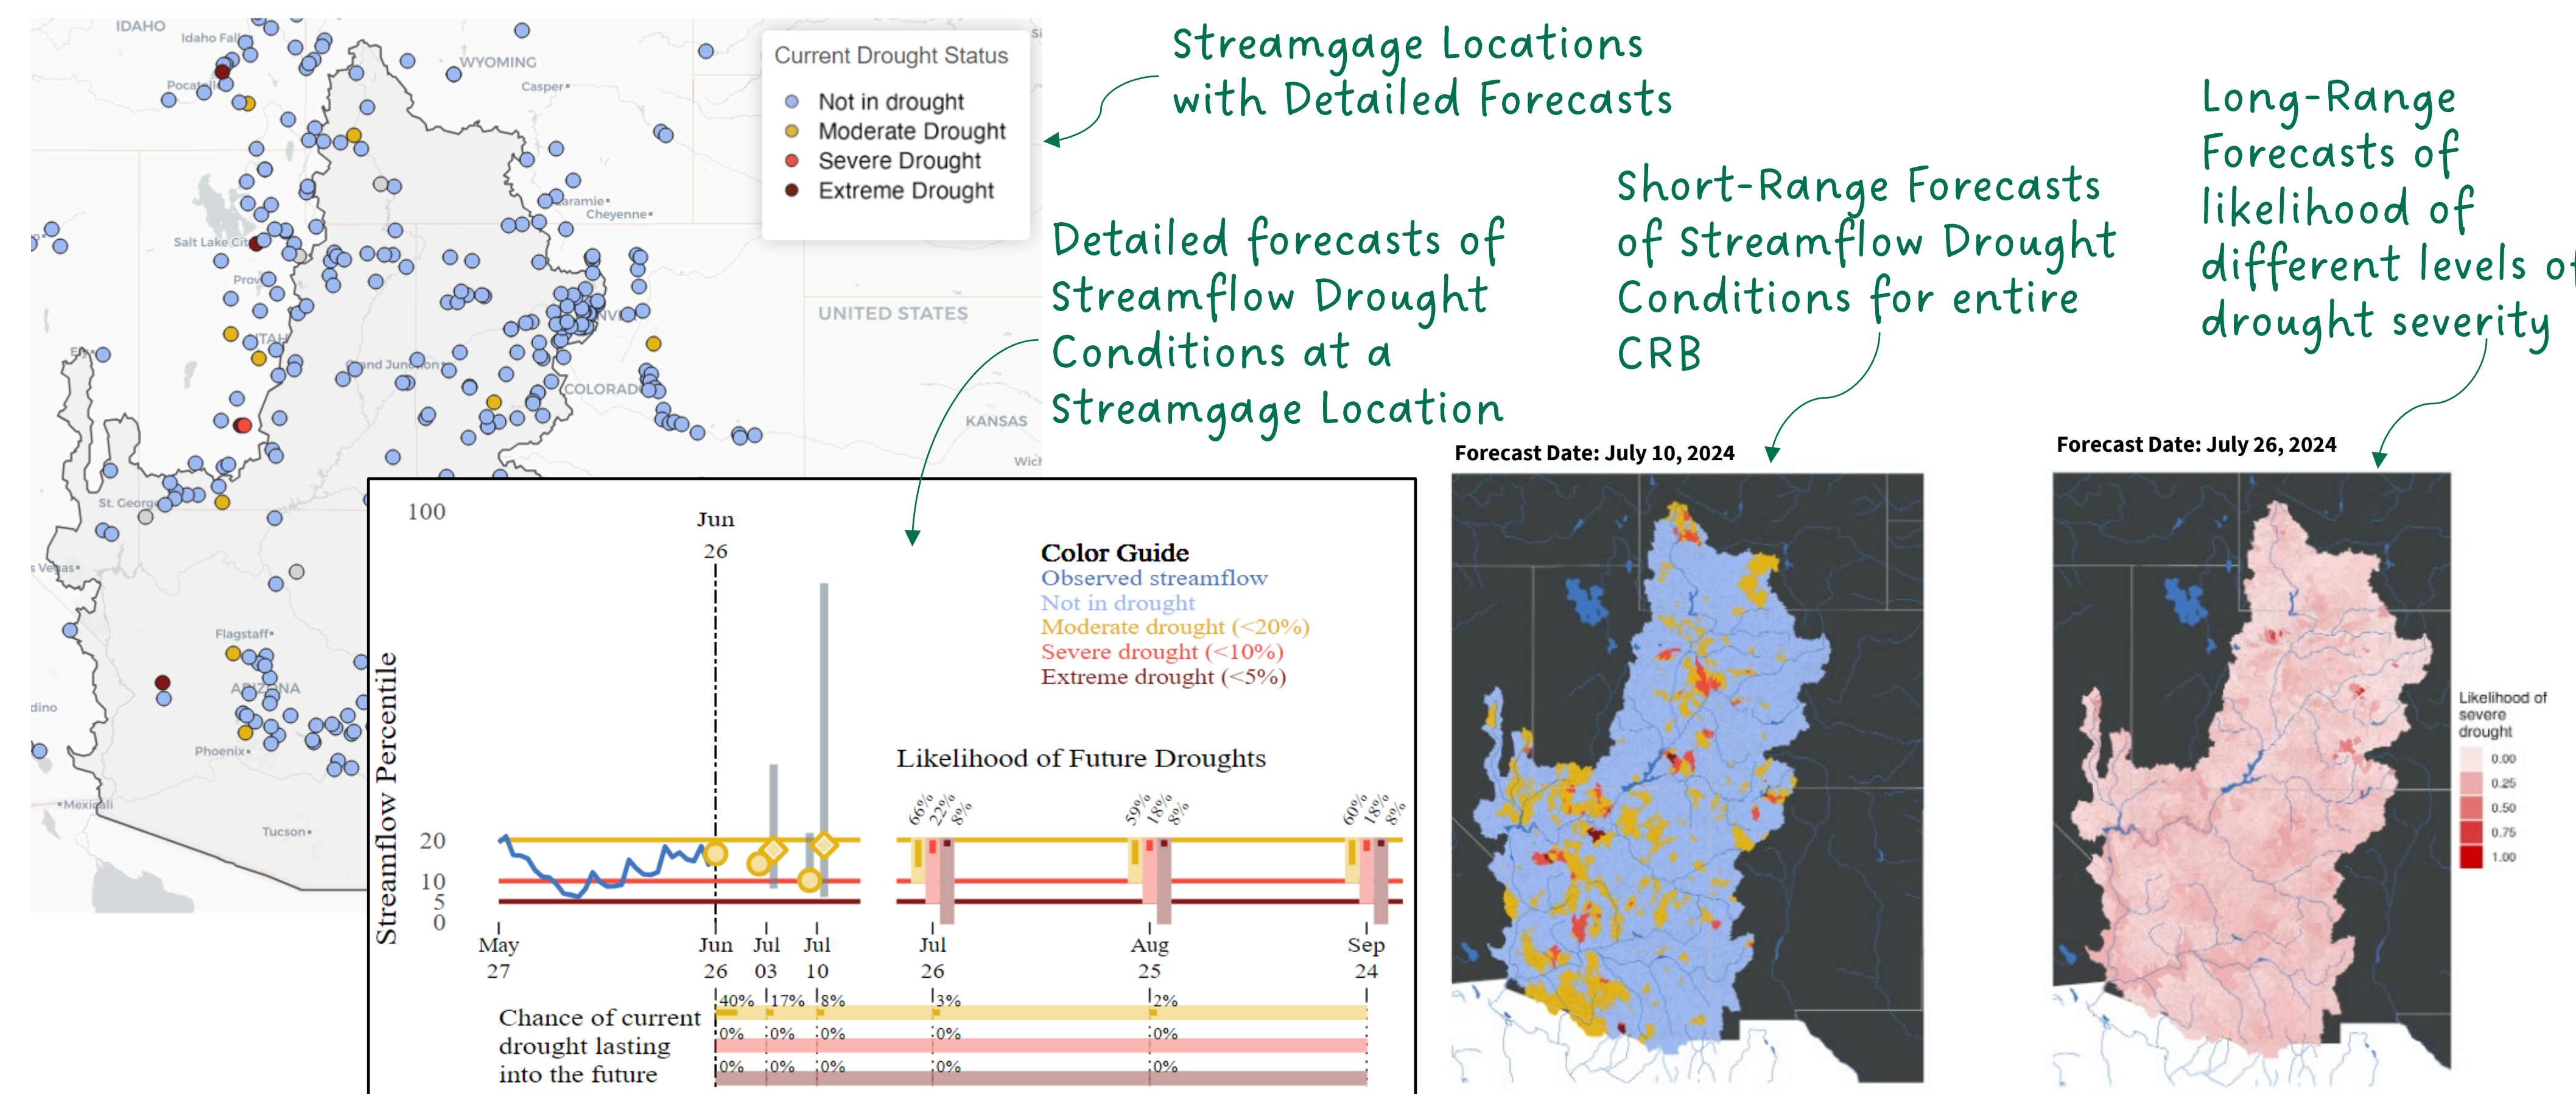 IDAHO
Idaho Fall
Pocatell
WYOMING
Casper
Laramie
Cheyenne
Salt Lake Cit
Prov
UTAH
Ely
UNITED STATES
COLORAD
KANSAS
Wich
St. George
s Vegas
Flagstaff
ARIZONA
dino
Phoenix
Mexicali
Tucson
Current Drought Status
Not in drought
Moderate Drought
Severe Drought
Extreme Drought
Streamgage Locations
with Detailed Forecasts
Detailed forecasts of
Streamflow Drought
Conditions at a
Streamgage Location
Short-Range Forecasts
of Streamflow Drought
Conditions for entire
CRB
Long-Range
Forecasts of
likelihood of
different levels of
drought severity
100
Jun
26
Color Guide
Observed streamflow
Not in drought
Moderate drought (<20%)
Severe drought (<10%)
Extreme drought (<5%)
Streamflow Percentile
Likelihood of Future Droughts
66% 22% 8%
59% 18% 8%
60% 18% 8%
20
10
5
0
May Jun Jul Jul Jul Aug Sep
27 26 03 10 26 25 24
Chance of current
drought lasting
into the future
40% 17% 8% 3% 2%
0% 0% 0% 0% 0%
0% 0% 0% 0% 0%
Forecast Date: July 10, 2024
Forecast Date: July 26, 2024
Likelihood of
severe
drought
0.00
0.25
0.50
0.75
1.00